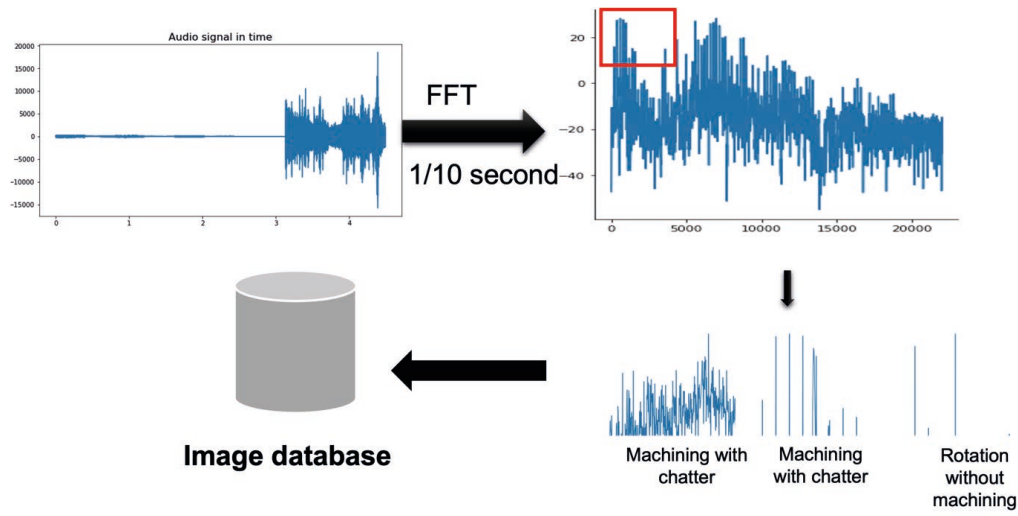 Audio signal in time
20000
15000
10000
5000
0
−5000
−10000
−15000
0 1 2 3 4
FFT
1/10 second
20
0
−20
−40
0 5000 10000 15000 20000
Image database
Machining with
chatter
Machining
with chatter
Rotation
without
machining